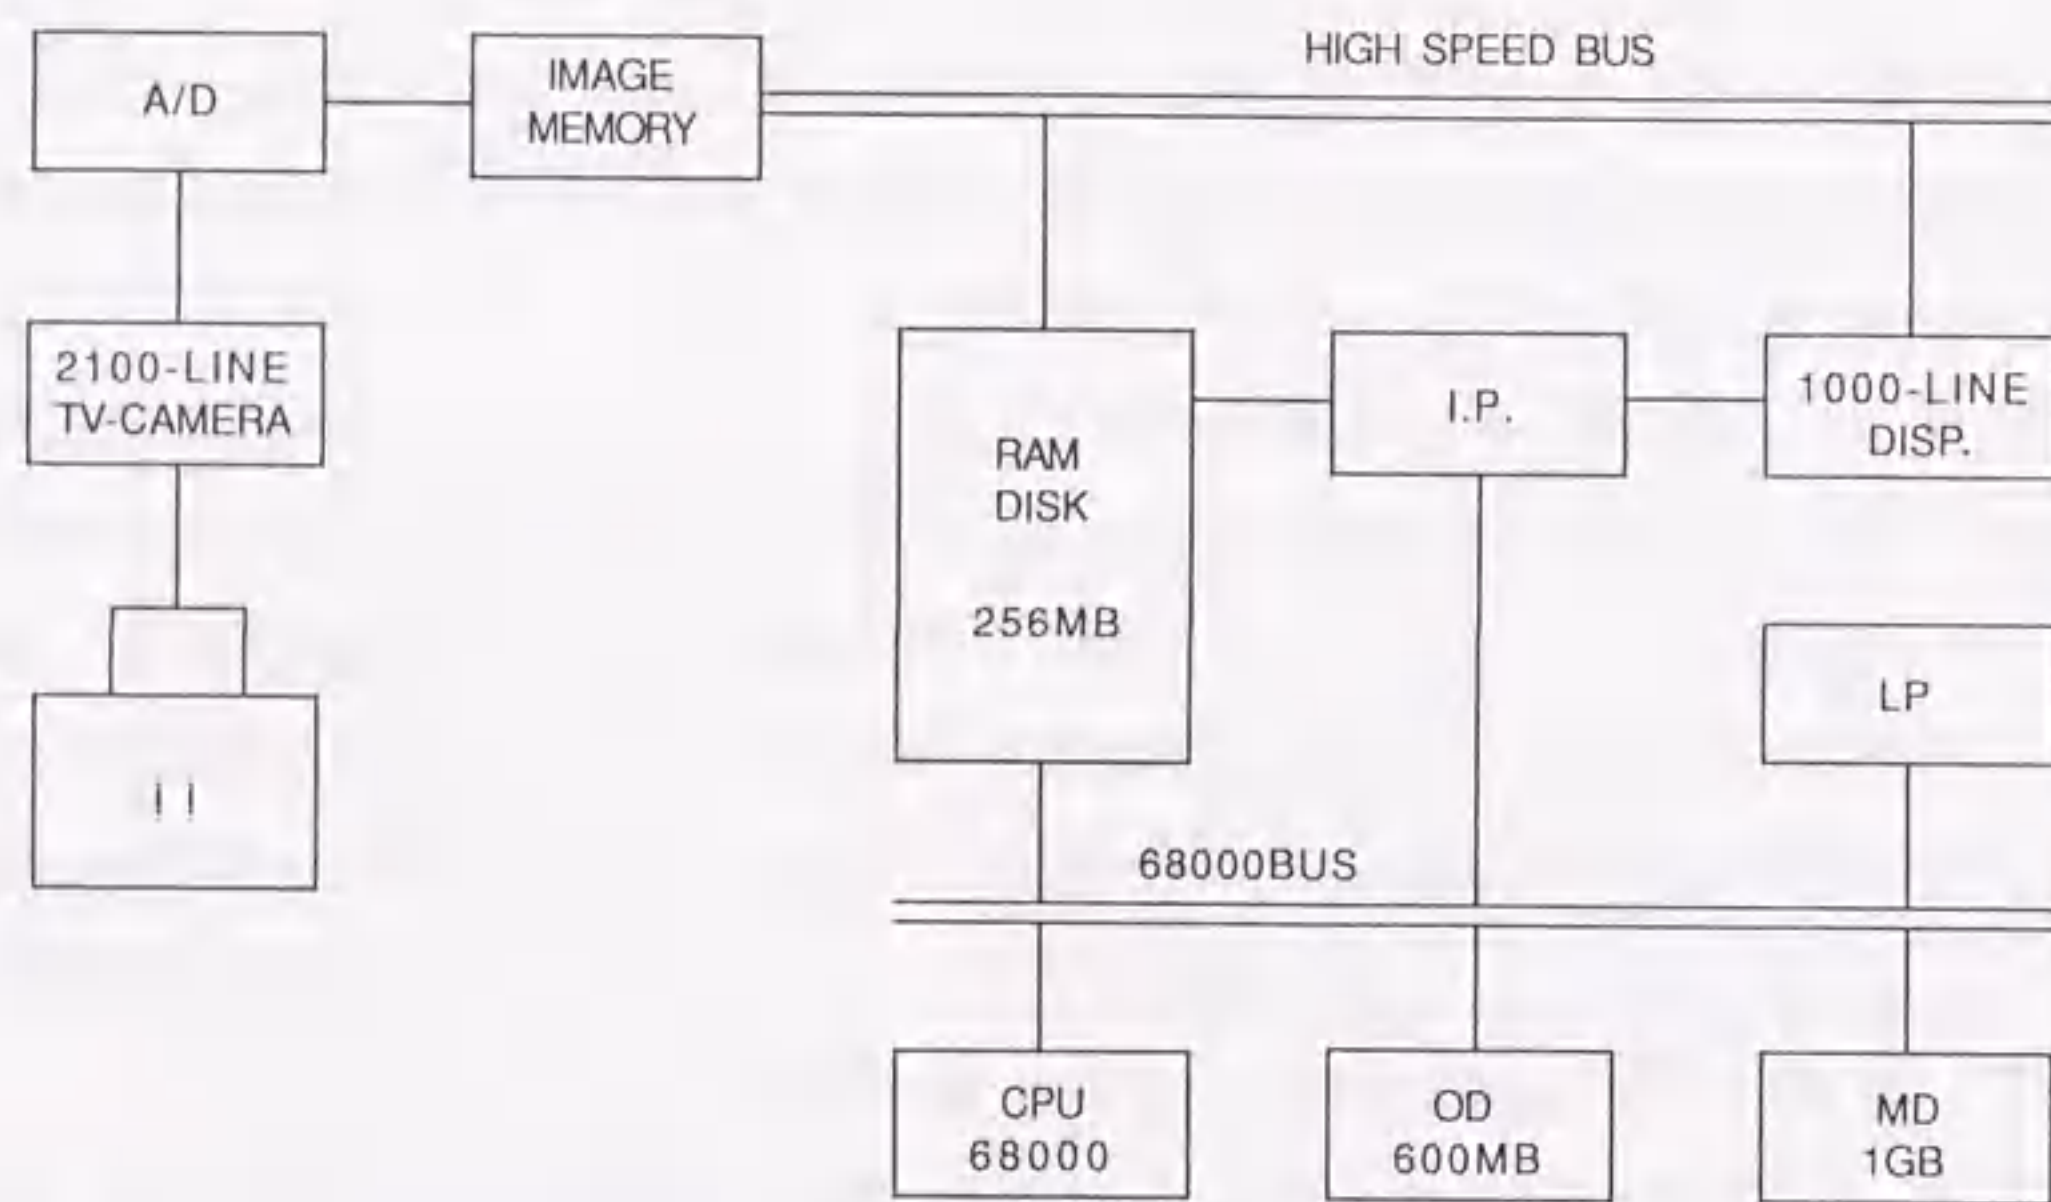 HIGH SPEED BUS
A/D
IMAGE
MEMORY
2100-LINE
TV-CAMERA
RAM
DISK
256MB
I.P.
1000-LINE
DISP.
LP
I I
68000BUS
CPU
68000
OD
600MB
MD
1GB